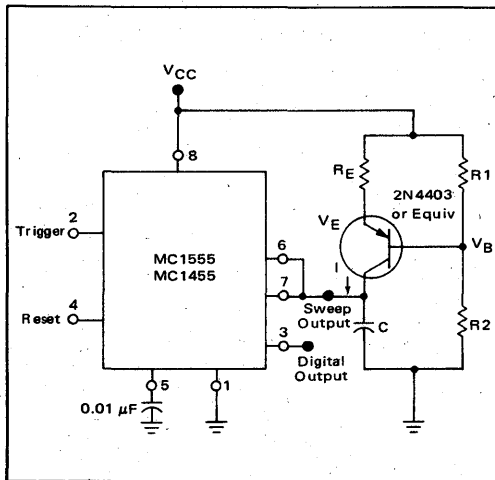 VCC
8
RE
R1
2N4403
or Equiv
VE
VB
2
Trigger
MC1555
MC1455
6
7
I
Sweep
Output
C
R2
4
Reset
3
Digital
Output
5
1
0.01 µF